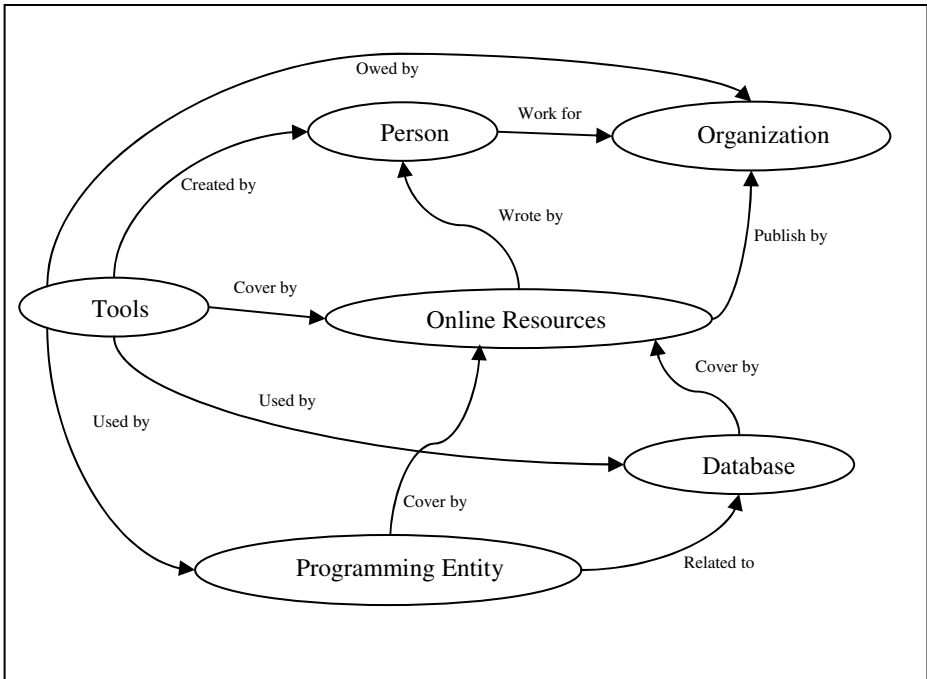 Owed by
Person
Work for
Organization
Created by
Wrote by
Publish by
Cover by
Tools
Online Resources
Cover by
Used by
Used by
Database
Cover by
Programming Entity
Related to